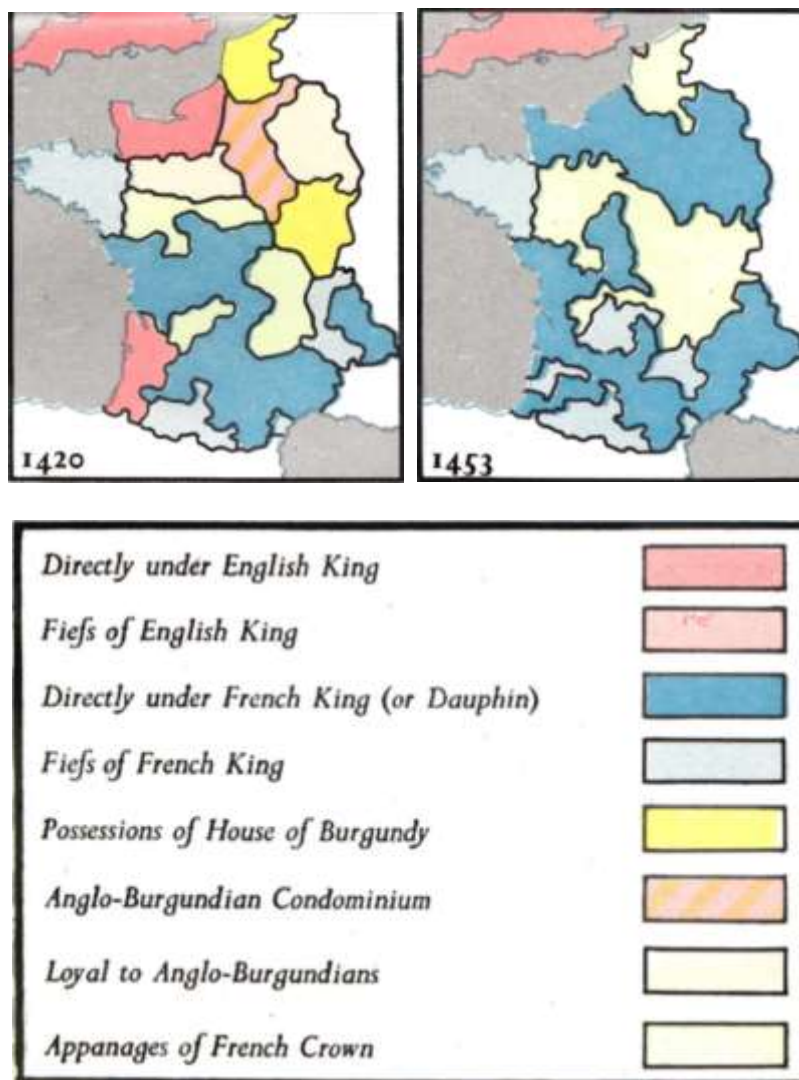 1420
1453
Directly under English King
Fiefs of English King
Directly under French King (or Dauphin)
Fiefs of French King
Possessions of House of Burgundy
Anglo-Burgundian Condominium
Loyal to Anglo-Burgundians
Appanages of French Crown